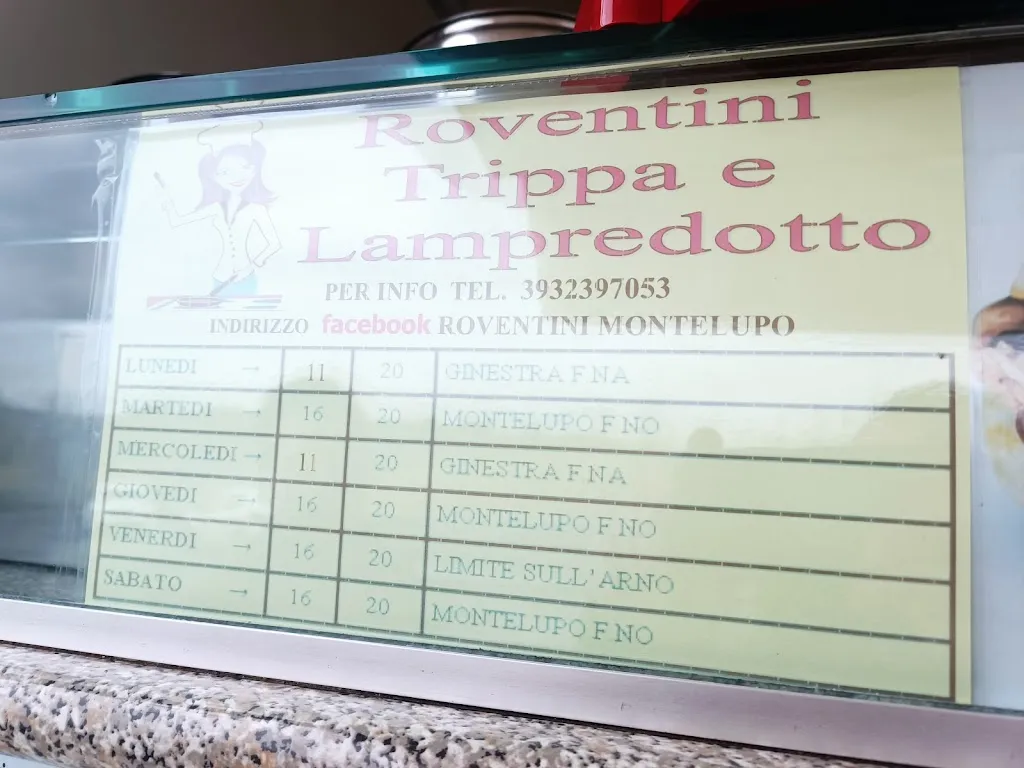 Roventini
Trippa e
Lampredotto
PER INFO TEL. 3932397053
INDIRIZZO facebook ROVENTINI MONTELUPO
LUNEDI → 11 20 GINESTRA F.NA
MARTEDI → 16 20 MONTELUPO F.NO
MERCOLEDI → 11 20 GINESTRA F.NA
GIOVEDI → 16 20 MONTELUPO F.NO
VENERDI → 16 20 LIMITE SULL'ARNO
SABATO → 16 20 MONTELUPO F.NO